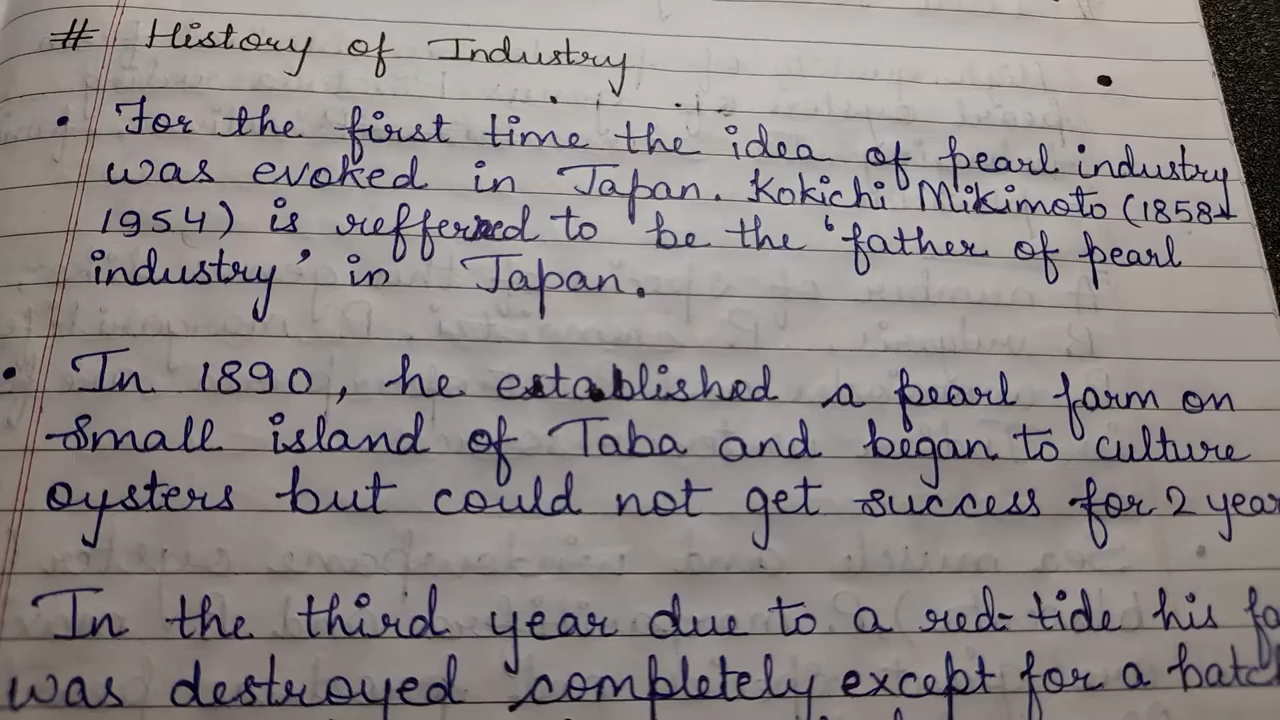 # History of Industry
• For the first time the idea of pearl industry
was evoked in Japan. Kokichi Mikimoto (1858-
1954) is refferred to be the 'father of pearl
industry' in Japan.
• In 1890, he established a pearl farm on
small island of Taba and began to culture
oysters but could not get success for 2 year
In the third year due to a red-tide his fa
was destroyed completely except for a batch